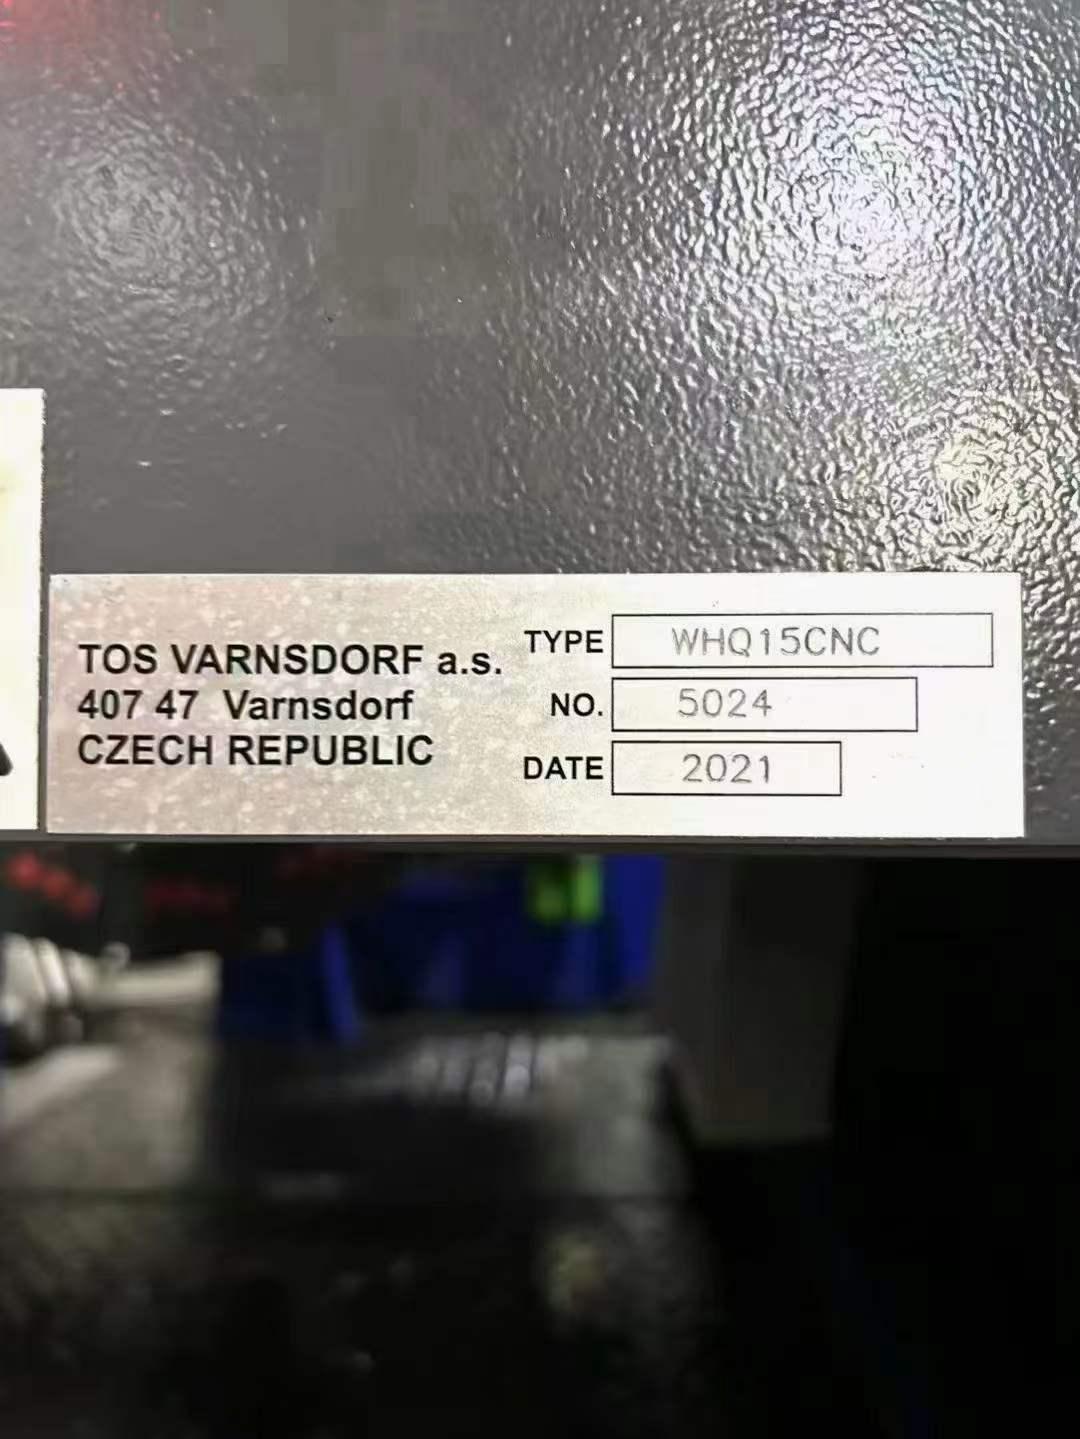 TOS VARNSDORF a.s.
407 47 Varnsdorf
CZECH REPUBLIC
TYPE WHQ15CNC
NO. 5024
DATE 2021